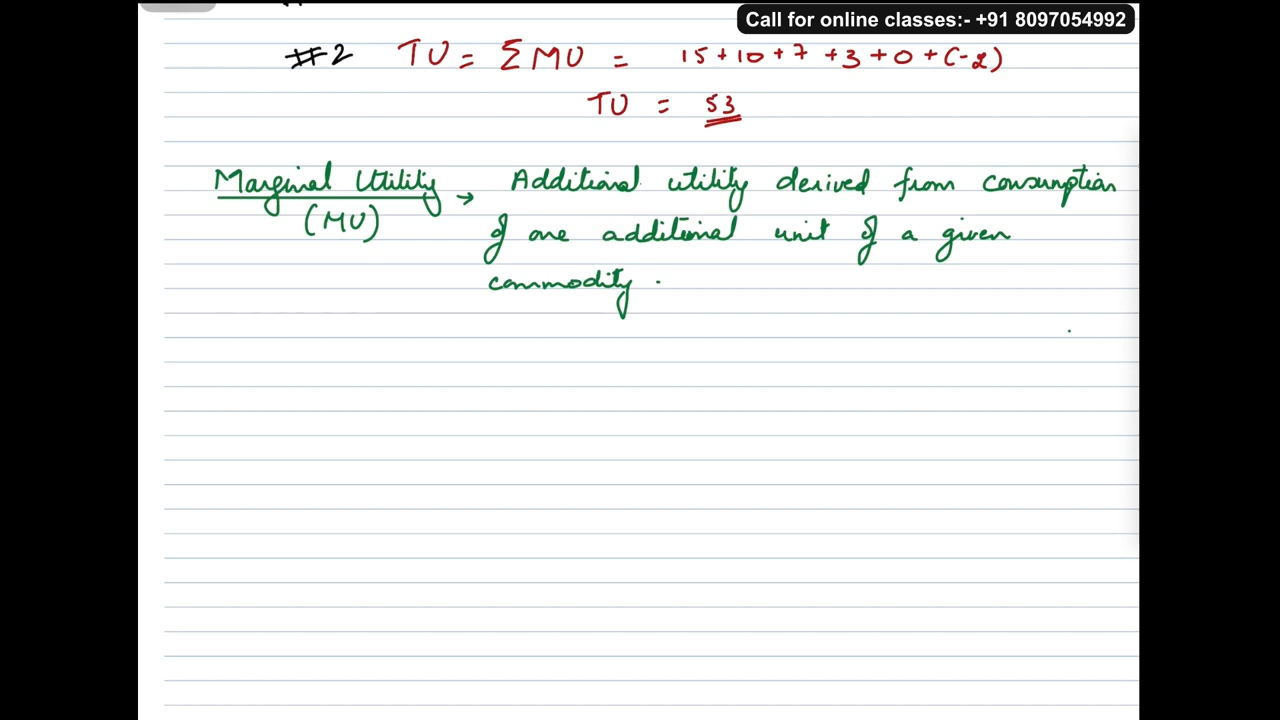 Call for online classes:- +91 8097054992
#2 TU = ΣMU = 15+10+7+3+0+(-2)
TU = 53
Marginal Utility → Additional utility derived from consumption
(MU) of one additional unit of a given
commodity.